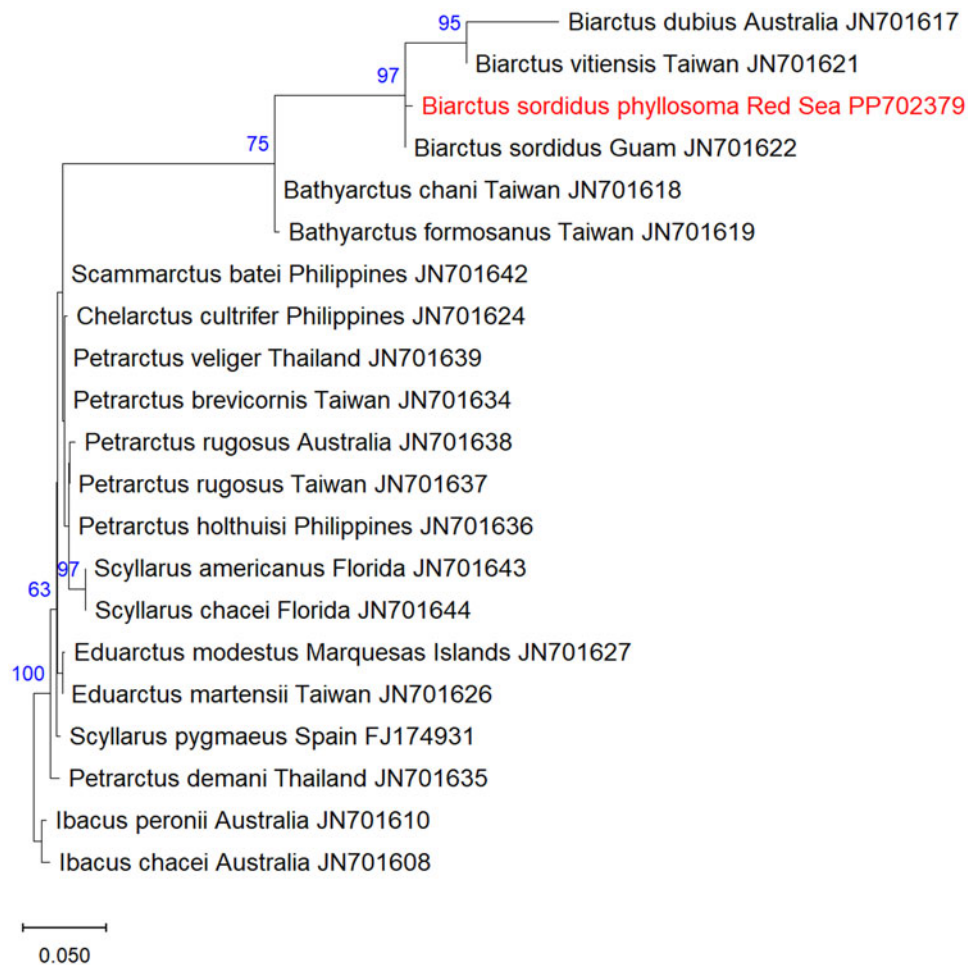 95
Biarctus dubius Australia JN701617
Biarctus vitiensis Taiwan JN701621
97
Biarctus sordidus phyllosoma Red Sea PP702379
Biarctus sordidus Guam JN701622
75
Bathyarctus chani Taiwan JN701618
Bathyarctus formosanus Taiwan JN701619
Scammarctus batei Philippines JN701642
Chelarctus cultrifer Philippines JN701624
Petrarctus veliger Thailand JN701639
Petrarctus brevicornis Taiwan JN701634
Petrarctus rugosus Australia JN701638
Petrarctus rugosus Taiwan JN701637
Petrarctus holthuisi Philippines JN701636
97
Scyllarus americanus Florida JN701643
63
Scyllarus chacei Florida JN701644
Eduarctus modestus Marquesas Islands JN701627
100
Eduarctus martensii Taiwan JN701626
Scyllarus pygmaeus Spain FJ174931
Petrarctus demani Thailand JN701635
Ibacus peronii Australia JN701610
Ibacus chacei Australia JN701608
0.050